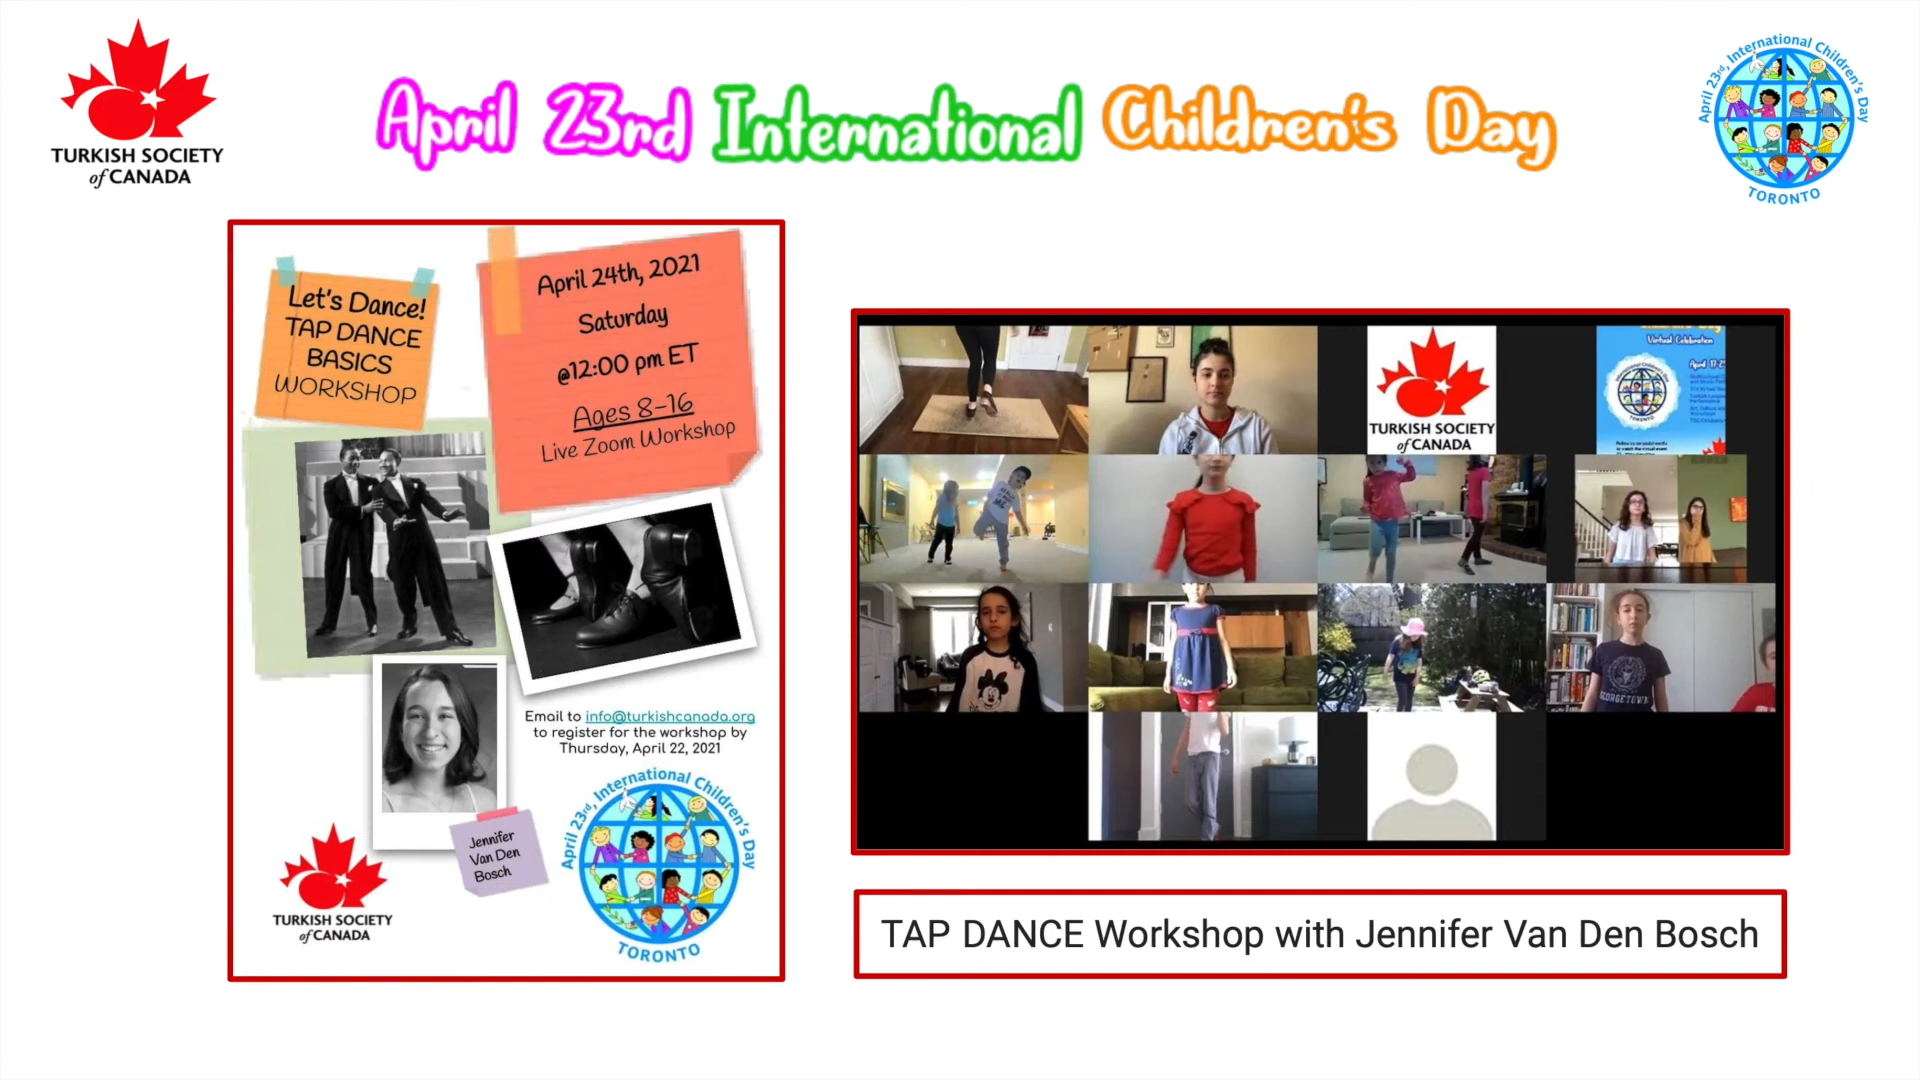 TURKISH SOCIETY
of CANADA
April 23rd International Children's Day
April 23rd, International Children's Day
TORONTO
Let's Dance!
TAP DANCE
BASICS
WORKSHOP
April 24th, 2021
Saturday
@12:00 pm ET
Ages 8-16
Live Zoom Workshop
Email to info@turkishcanada.org
to register for the workshop by
Thursday, April 22, 2021
Jennifer
Van Den
Bosch
TURKISH SOCIETY
of CANADA
April 23rd, International Children's Day
TORONTO
TURKISH SOCIETY
of CANADA
Children's Day
Virtual Celebration
GEORGETOWN
TAP DANCE Workshop with Jennifer Van Den Bosch